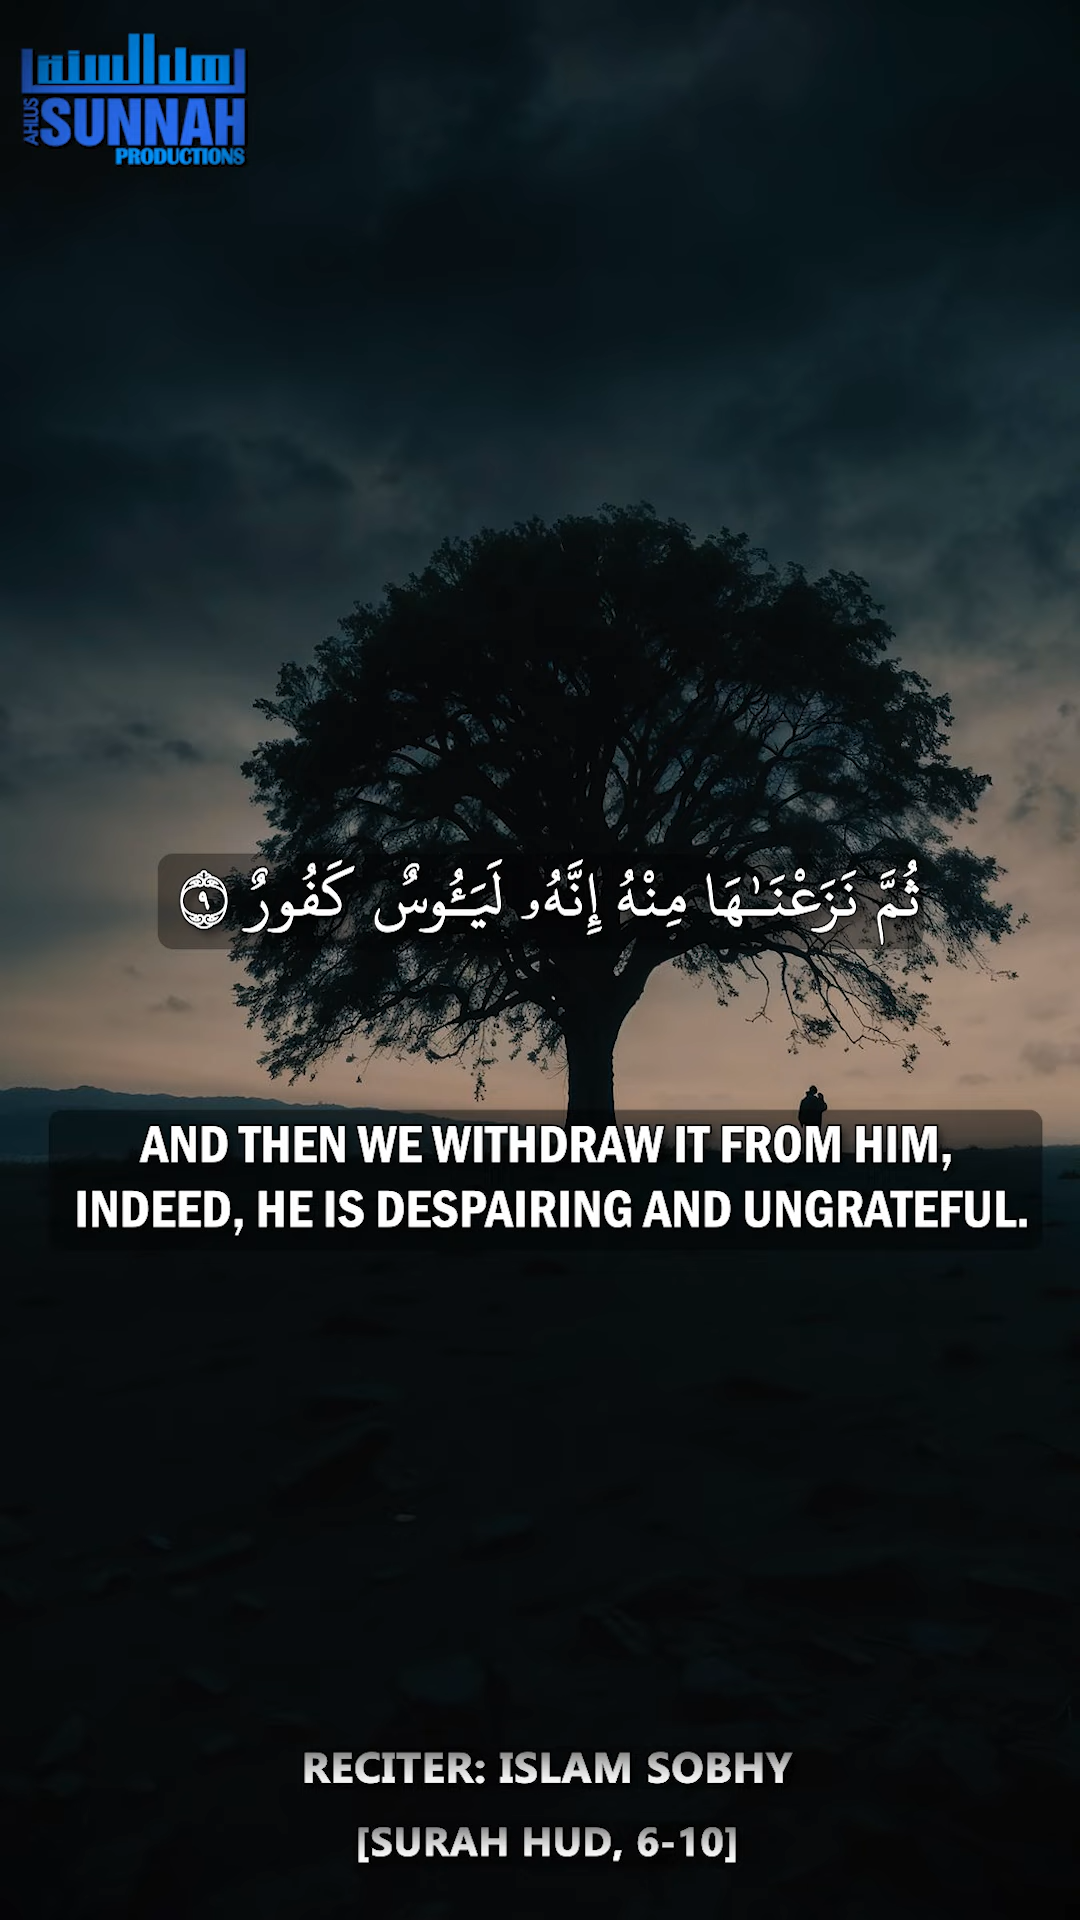 اهل السنة
AHLUS
SUNNAH
PRODUCTIONS
ثُمَّ نَزَعْنَـٰهَا مِنْهُ إِنَّهُۥ لَيَـُٔوسٌ كَفُورٌ ٩
AND THEN WE WITHDRAW IT FROM HIM,
INDEED, HE IS DESPAIRING AND UNGRATEFUL.
RECITER: ISLAM SOBHY
[SURAH HUD, 6-10]